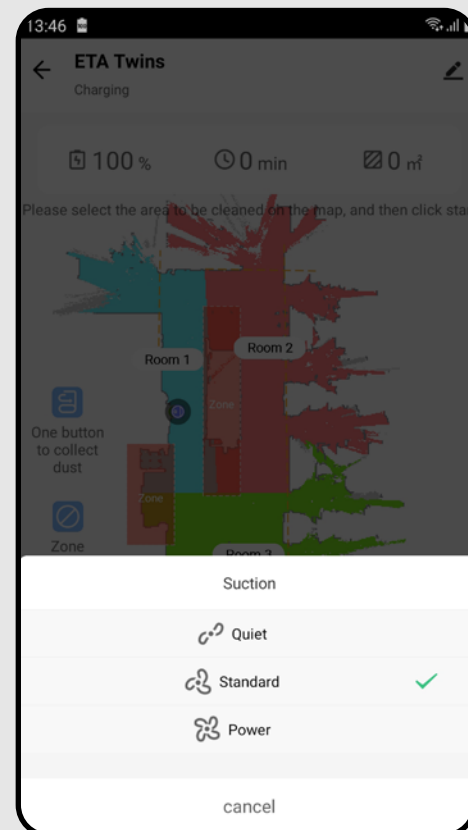 13:46
ETA Twins
Charging
100 %
0 min
0 ㎡
Please select the area to be cleaned on the map, and then click sta
Room 1
Room 2
Zone
One button
to collect
dust
Zone
Zone
Room 3
Suction
Quiet
Standard
Power
cancel